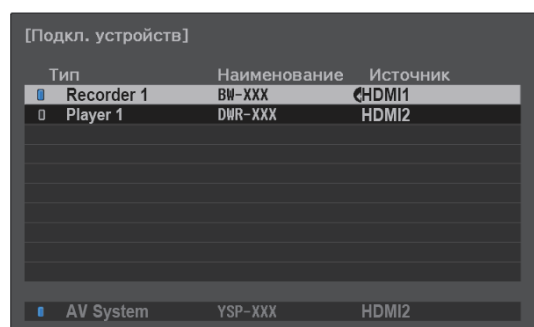 [Подкл. устройств]
Тип Наименование Источник
Recorder 1 BW-XXX HDMI1
Player 1 DWR-XXX HDMI2
AV System YSP-XXX HDMI2